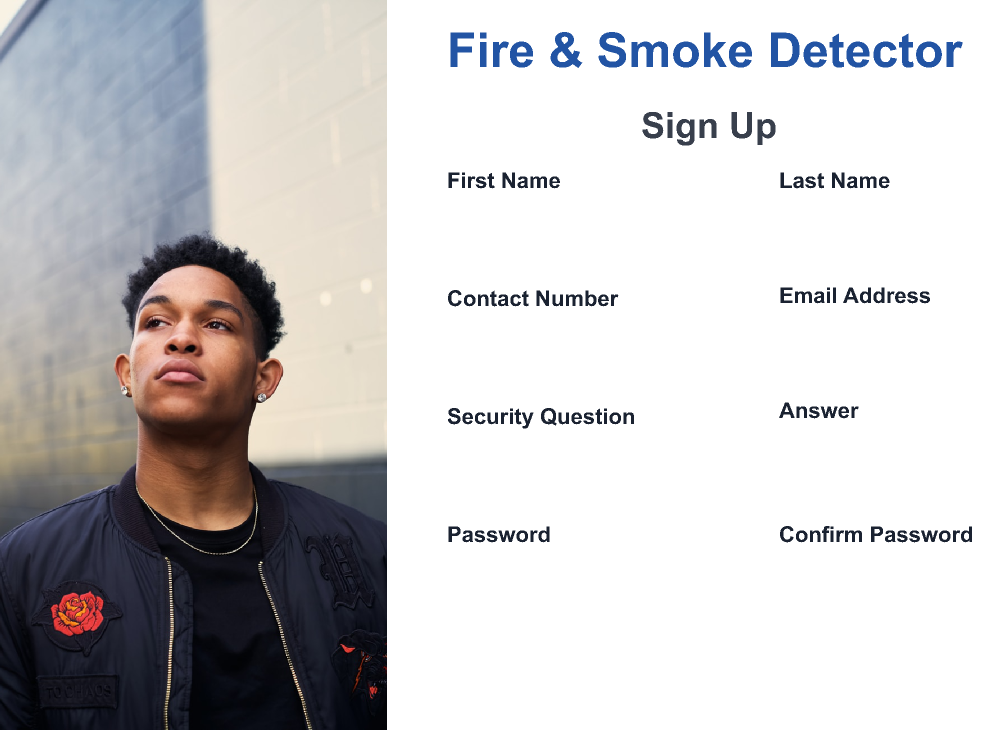 Fire & Smoke Detector
Sign Up
First Name
Last Name
Contact Number
Email Address
Security Question
Answer
Password
Confirm Password